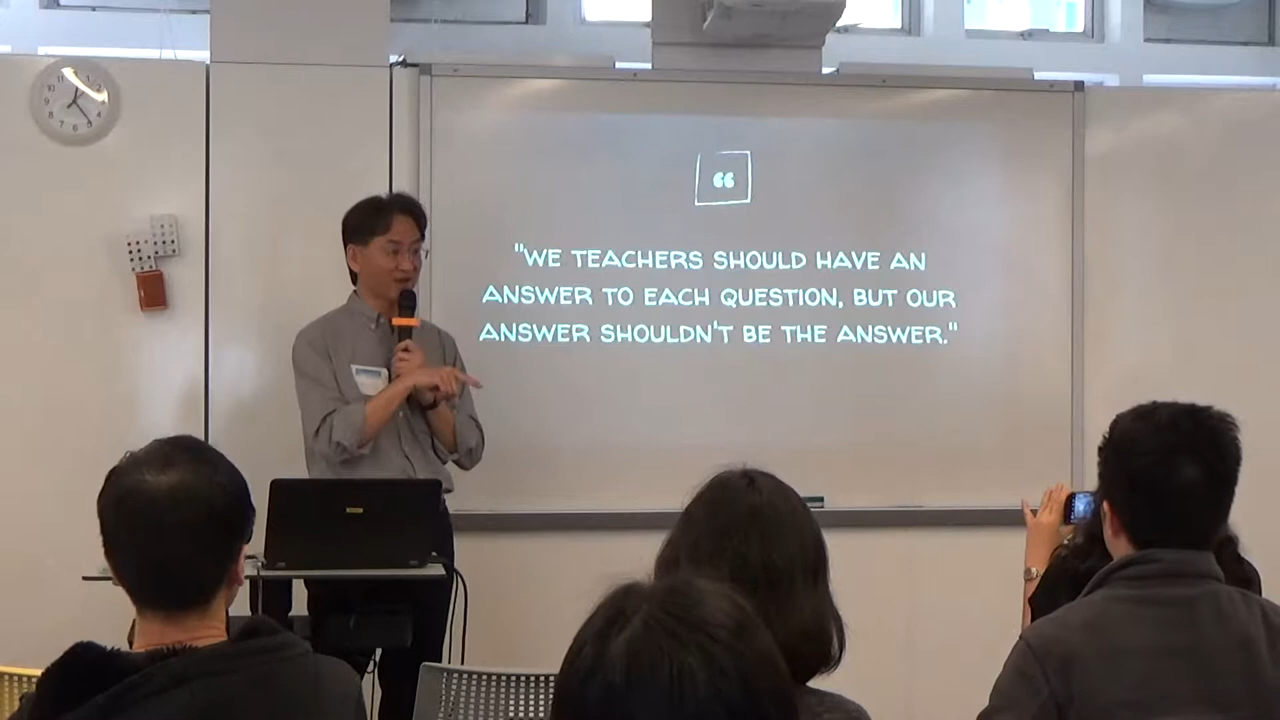 “
"WE TEACHERS SHOULD HAVE AN
ANSWER TO EACH QUESTION, BUT OUR
ANSWER SHOULDN'T BE THE ANSWER."